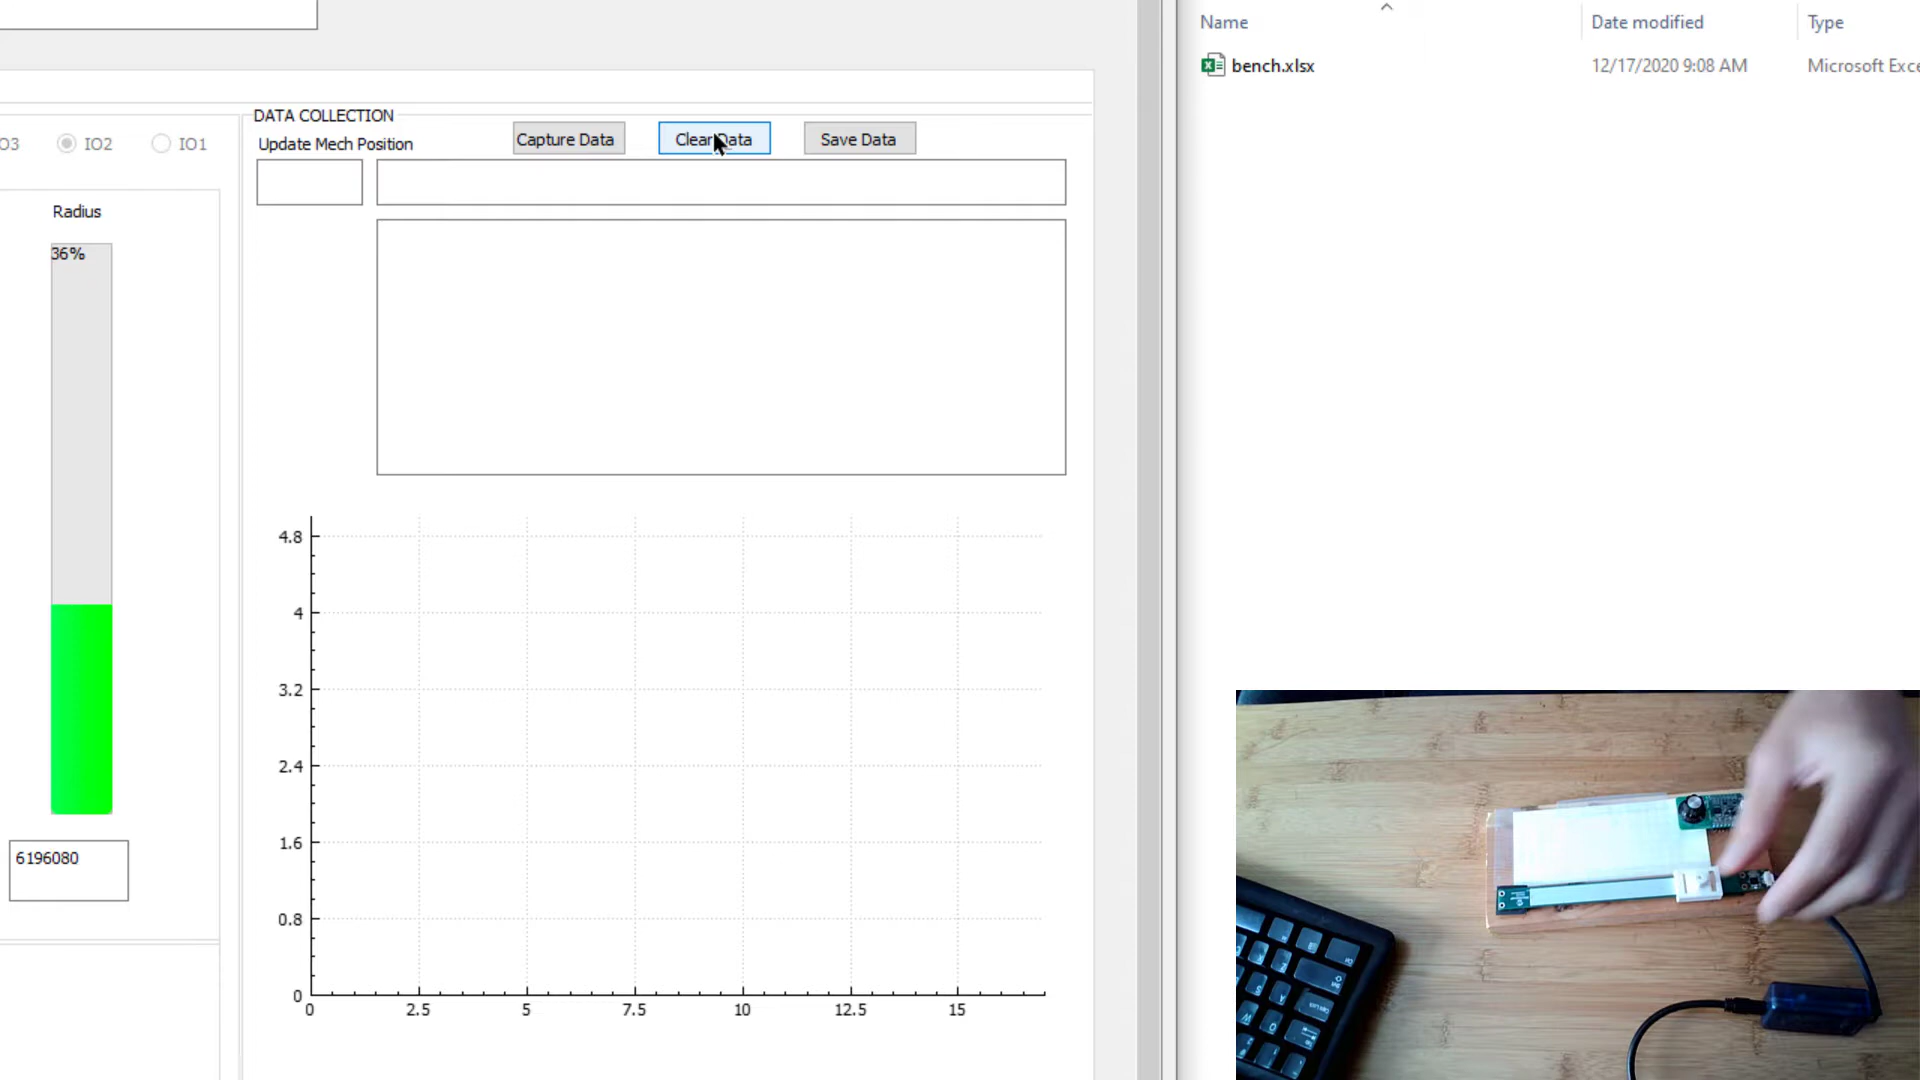 Name Date modified Type
bench.xlsx 12/17/2020 9:08 AM Microsoft Exce
DATA COLLECTION
Update Mech Position Capture Data Clear Data Save Data
O3 IO2 IO1
Radius
36%
6196080
4.8
4
3.2
2.4
1.6
0.8
0
0 2.5 5 7.5 10 12.5 15